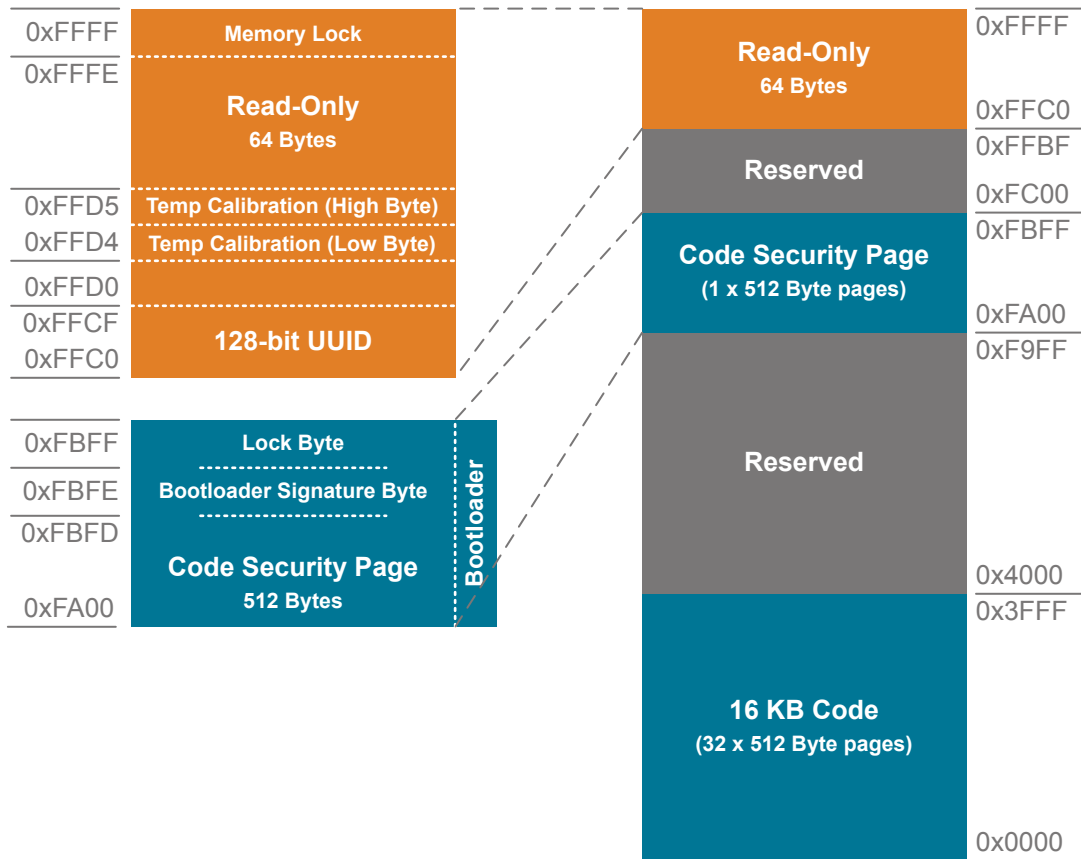 0xFFFF
0xFFFE
0xFFD5
0xFFD4
0xFFD0
0xFFCF
0xFFC0
Memory Lock
Read-Only
64 Bytes
Temp Calibration (High Byte)
Temp Calibration (Low Byte)
128-bit UUID
0xFBFF
0xFBFE
0xFBFD
0xFA00
Lock Byte
Bootloader Signature Byte
Code Security Page
512 Bytes
Bootloader
Read-Only
64 Bytes
Reserved
Code Security Page
(1 x 512 Byte pages)
Reserved
16 KB Code
(32 x 512 Byte pages)
0xFFFF
0xFFC0
0xFFBF
0xFC00
0xFBFF
0xFA00
0xF9FF
0x4000
0x3FFF
0x0000